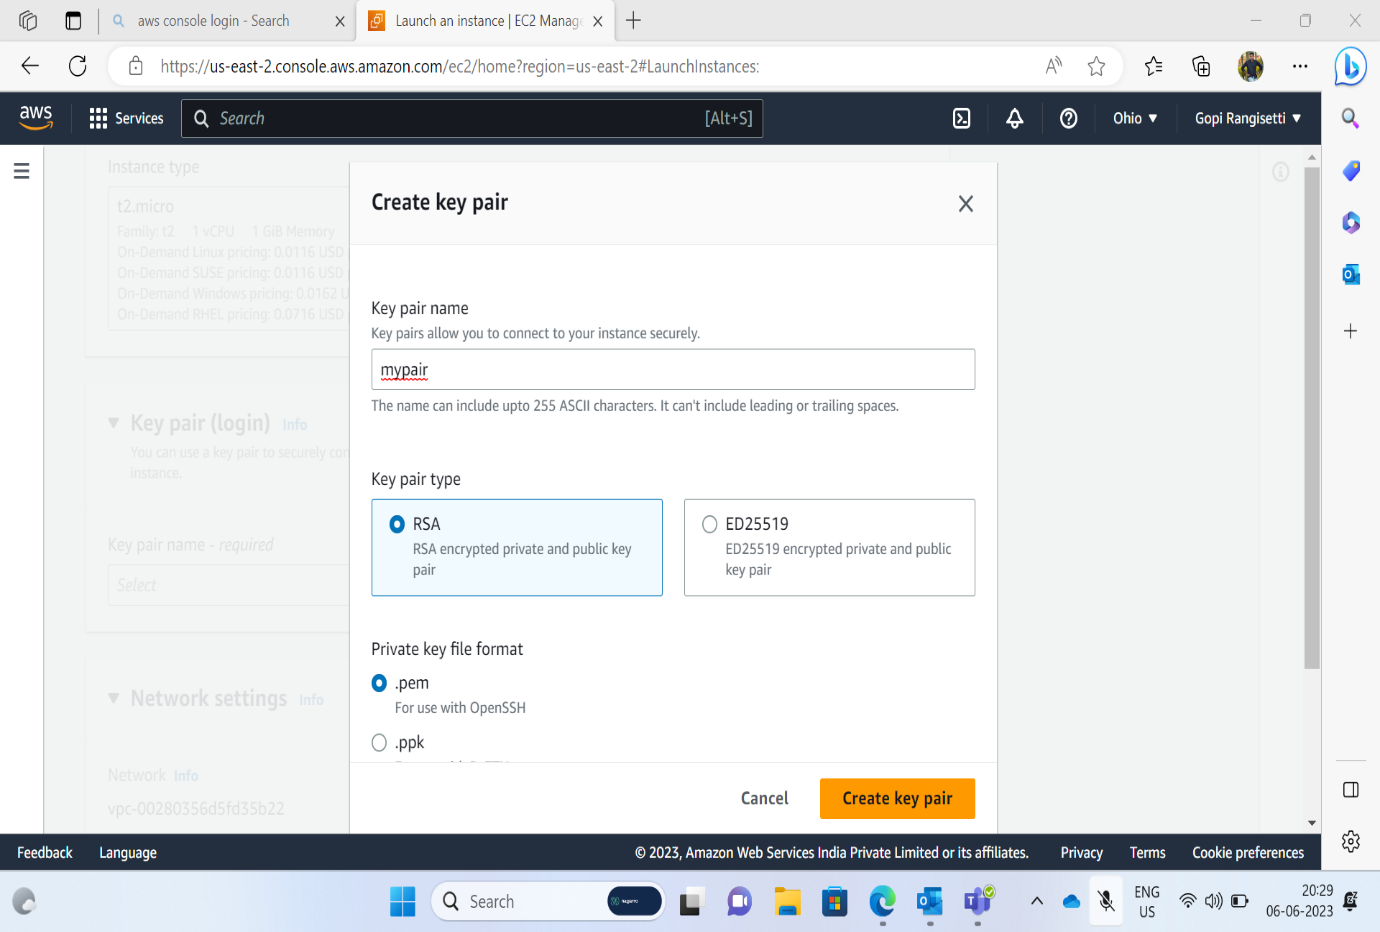 aws console login - Search
Launch an instance | EC2 Manage
https://us-east-2.console.aws.amazon.com/ec2/home?region=us-east-2#LaunchInstances:
aws
Services
Search
[Alt+S]
Ohio
Gopi Rangisetti
Instance type
t2.micro
Family: t2 1 vCPU 1 GiB Memory
On-Demand Linux pricing: 0.0116 USD
On-Demand SUSE pricing: 0.0116 USD
On-Demand Windows pricing: 0.0162 U
On-Demand RHEL pricing: 0.0716 USD
Key pair (login) Info
You can use a key pair to securely con
instance.
Key pair name - required
Select
Network settings Info
Network Info
vpc-00280356d5fd35b22
Create key pair
Key pair name
Key pairs allow you to connect to your instance securely.
mypair
The name can include upto 255 ASCII characters. It can't include leading or trailing spaces.
Key pair type
RSA
RSA encrypted private and public key
pair
ED25519
ED25519 encrypted private and public
key pair
Private key file format
.pem
For use with OpenSSH
.ppk
Cancel
Create key pair
Feedback
Language
© 2023, Amazon Web Services India Private Limited or its affiliates.
Privacy
Terms
Cookie preferences
Search
ENG
US
20:29
06-06-2023